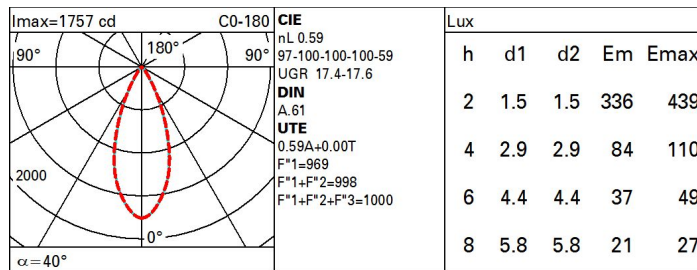 Imax=1757 cd C0-180
90° 180° 90°
2000
0°
α=40°
CIE
nL 0.59
97-100-100-100-59
UGR 17.4-17.6
DIN
A.61
UTE
0.59A+0.00T
F"1=969
F"1+F"2=998
F"1+F"2+F"3=1000
Lux
h d1 d2 Em Emax
2 1.5 1.5 336 439
4 2.9 2.9 84 110
6 4.4 4.4 37 49
8 5.8 5.8 21 27